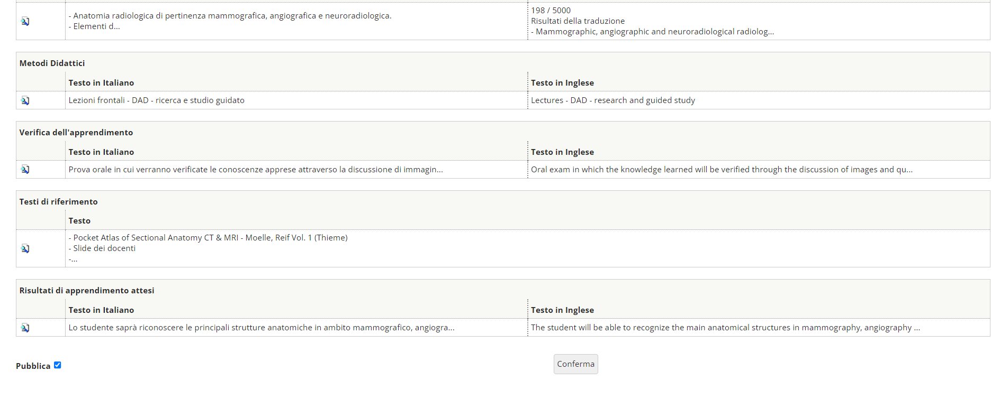 - Anatomia radiologica di pertinenza mammografica, angiografica e neuroradiologica.
- Elementi d...
198 / 5000
Risultati della traduzione
- Mammographic, angiographic and neuroradiological radiolog...
Metodi Didattici
Testo in Italiano
Testo in Inglese
Lezioni frontali - DAD - ricerca e studio guidato
Lectures - DAD - research and guided study
Verifica dell'apprendimento
Testo in Italiano
Testo in Inglese
Prova orale in cui verranno verificate le conoscenze apprese attraverso la discussione di immagin...
Oral exam in which the knowledge learned will be verified through the discussion of images and qu...
Testi di riferimento
Testo
- Pocket Atlas of Sectional Anatomy CT & MRI - Moelle, Reif Vol. 1 (Thieme)
- Slide dei docenti
-...
Risultati di apprendimento attesi
Testo in Italiano
Testo in Inglese
Lo studente saprà riconoscere le principali strutture anatomiche in ambito mammografico, angiogra...
The student will be able to recognize the main anatomical structures in mammography, angiography ...
Pubblica
Conferma